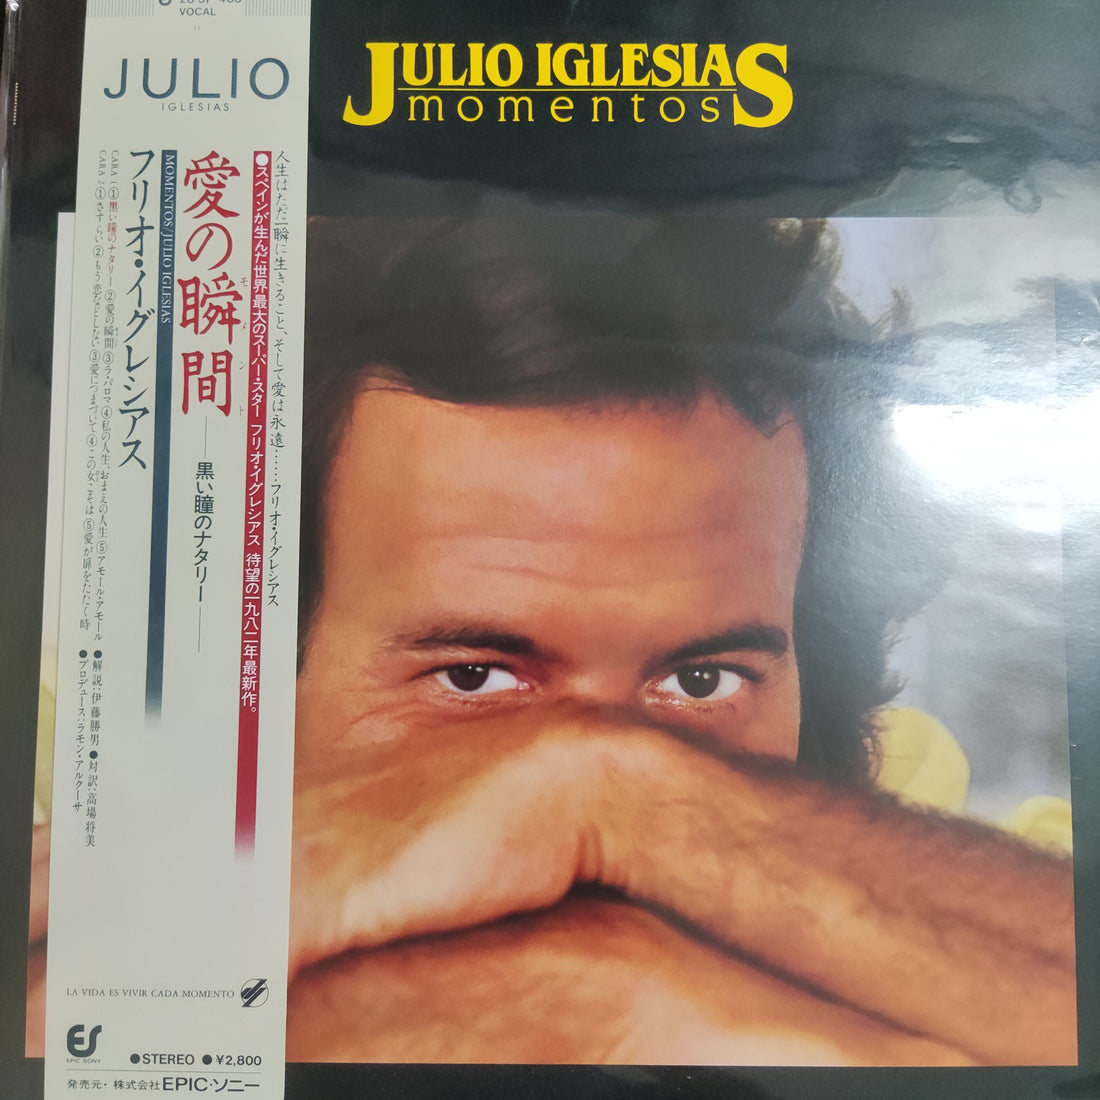 VOCAL
JULIO
IGLESIAS
JULIO IGLESIAS
momentos
人生はただ一瞬に生きること、そして愛は永遠……フリオ・イグレシアス
●スペインが生んだ世界最大のスーパー・スター フリオ・イグレシアス 待望の一九八二年最新作。
愛の瞬間
モメント
——黒い瞳のナタリー——
MOMENTOS/JULIO IGLESIAS
フリオ・イグレシアス
CARA 1 ①黒い瞳のナタリー ②愛の瞬間 ③ラ・パロマ ④私の人生、おまえの人生 ⑤アモール・アモール
CARA 2 ①さすらい ②もう恋などしない ③愛につまづいて ④この女こそは ⑤愛が扉をたたく時
●解説:伊藤勝男 ●対訳:高場将美
●プロデュース:ラモン・アルクーサ
LA VIDA ES VIVIR CADA MOMENTO
EPIC SONY
●STEREO ●¥2,800
発売元・株式会社EPIC・ソニー